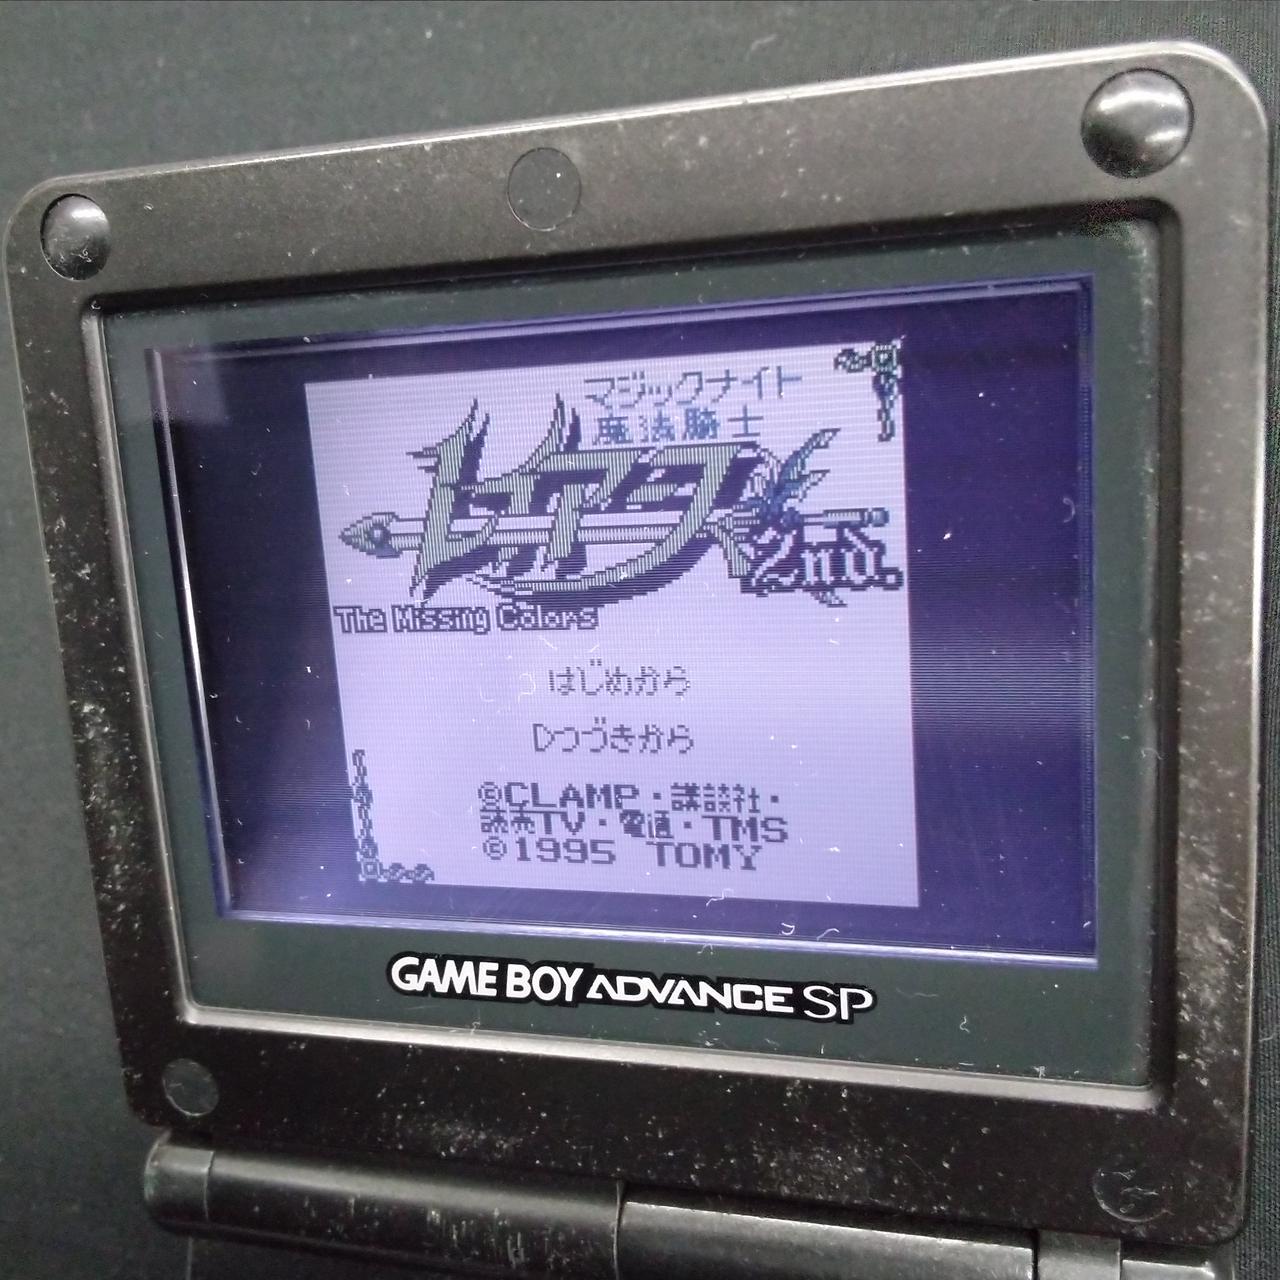 マジックナイト
魔法騎士
レイアース
2nd.
The Missing Colors
はじめから
▷つづきから
©CLAMP・講談社・
読売TV・電通・TMS
©1995 TOMY
GAME BOY ADVANCE SP